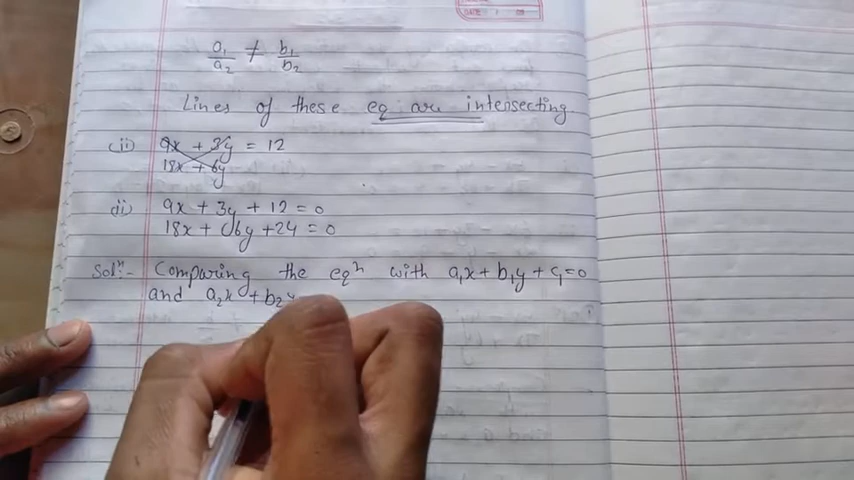 a₁/a₂ ≠ b₁/b₂
Lines of these eq are intersecting
(ii) 9x + 3y = 12
18x + 6y
(ii) 9x + 3y + 12 = 0
18x + 6y + 24 = 0
Solⁿ:- Comparing the eqⁿ with a₁x + b₁y + c₁ = 0
and a₂x + b₂y
DATE